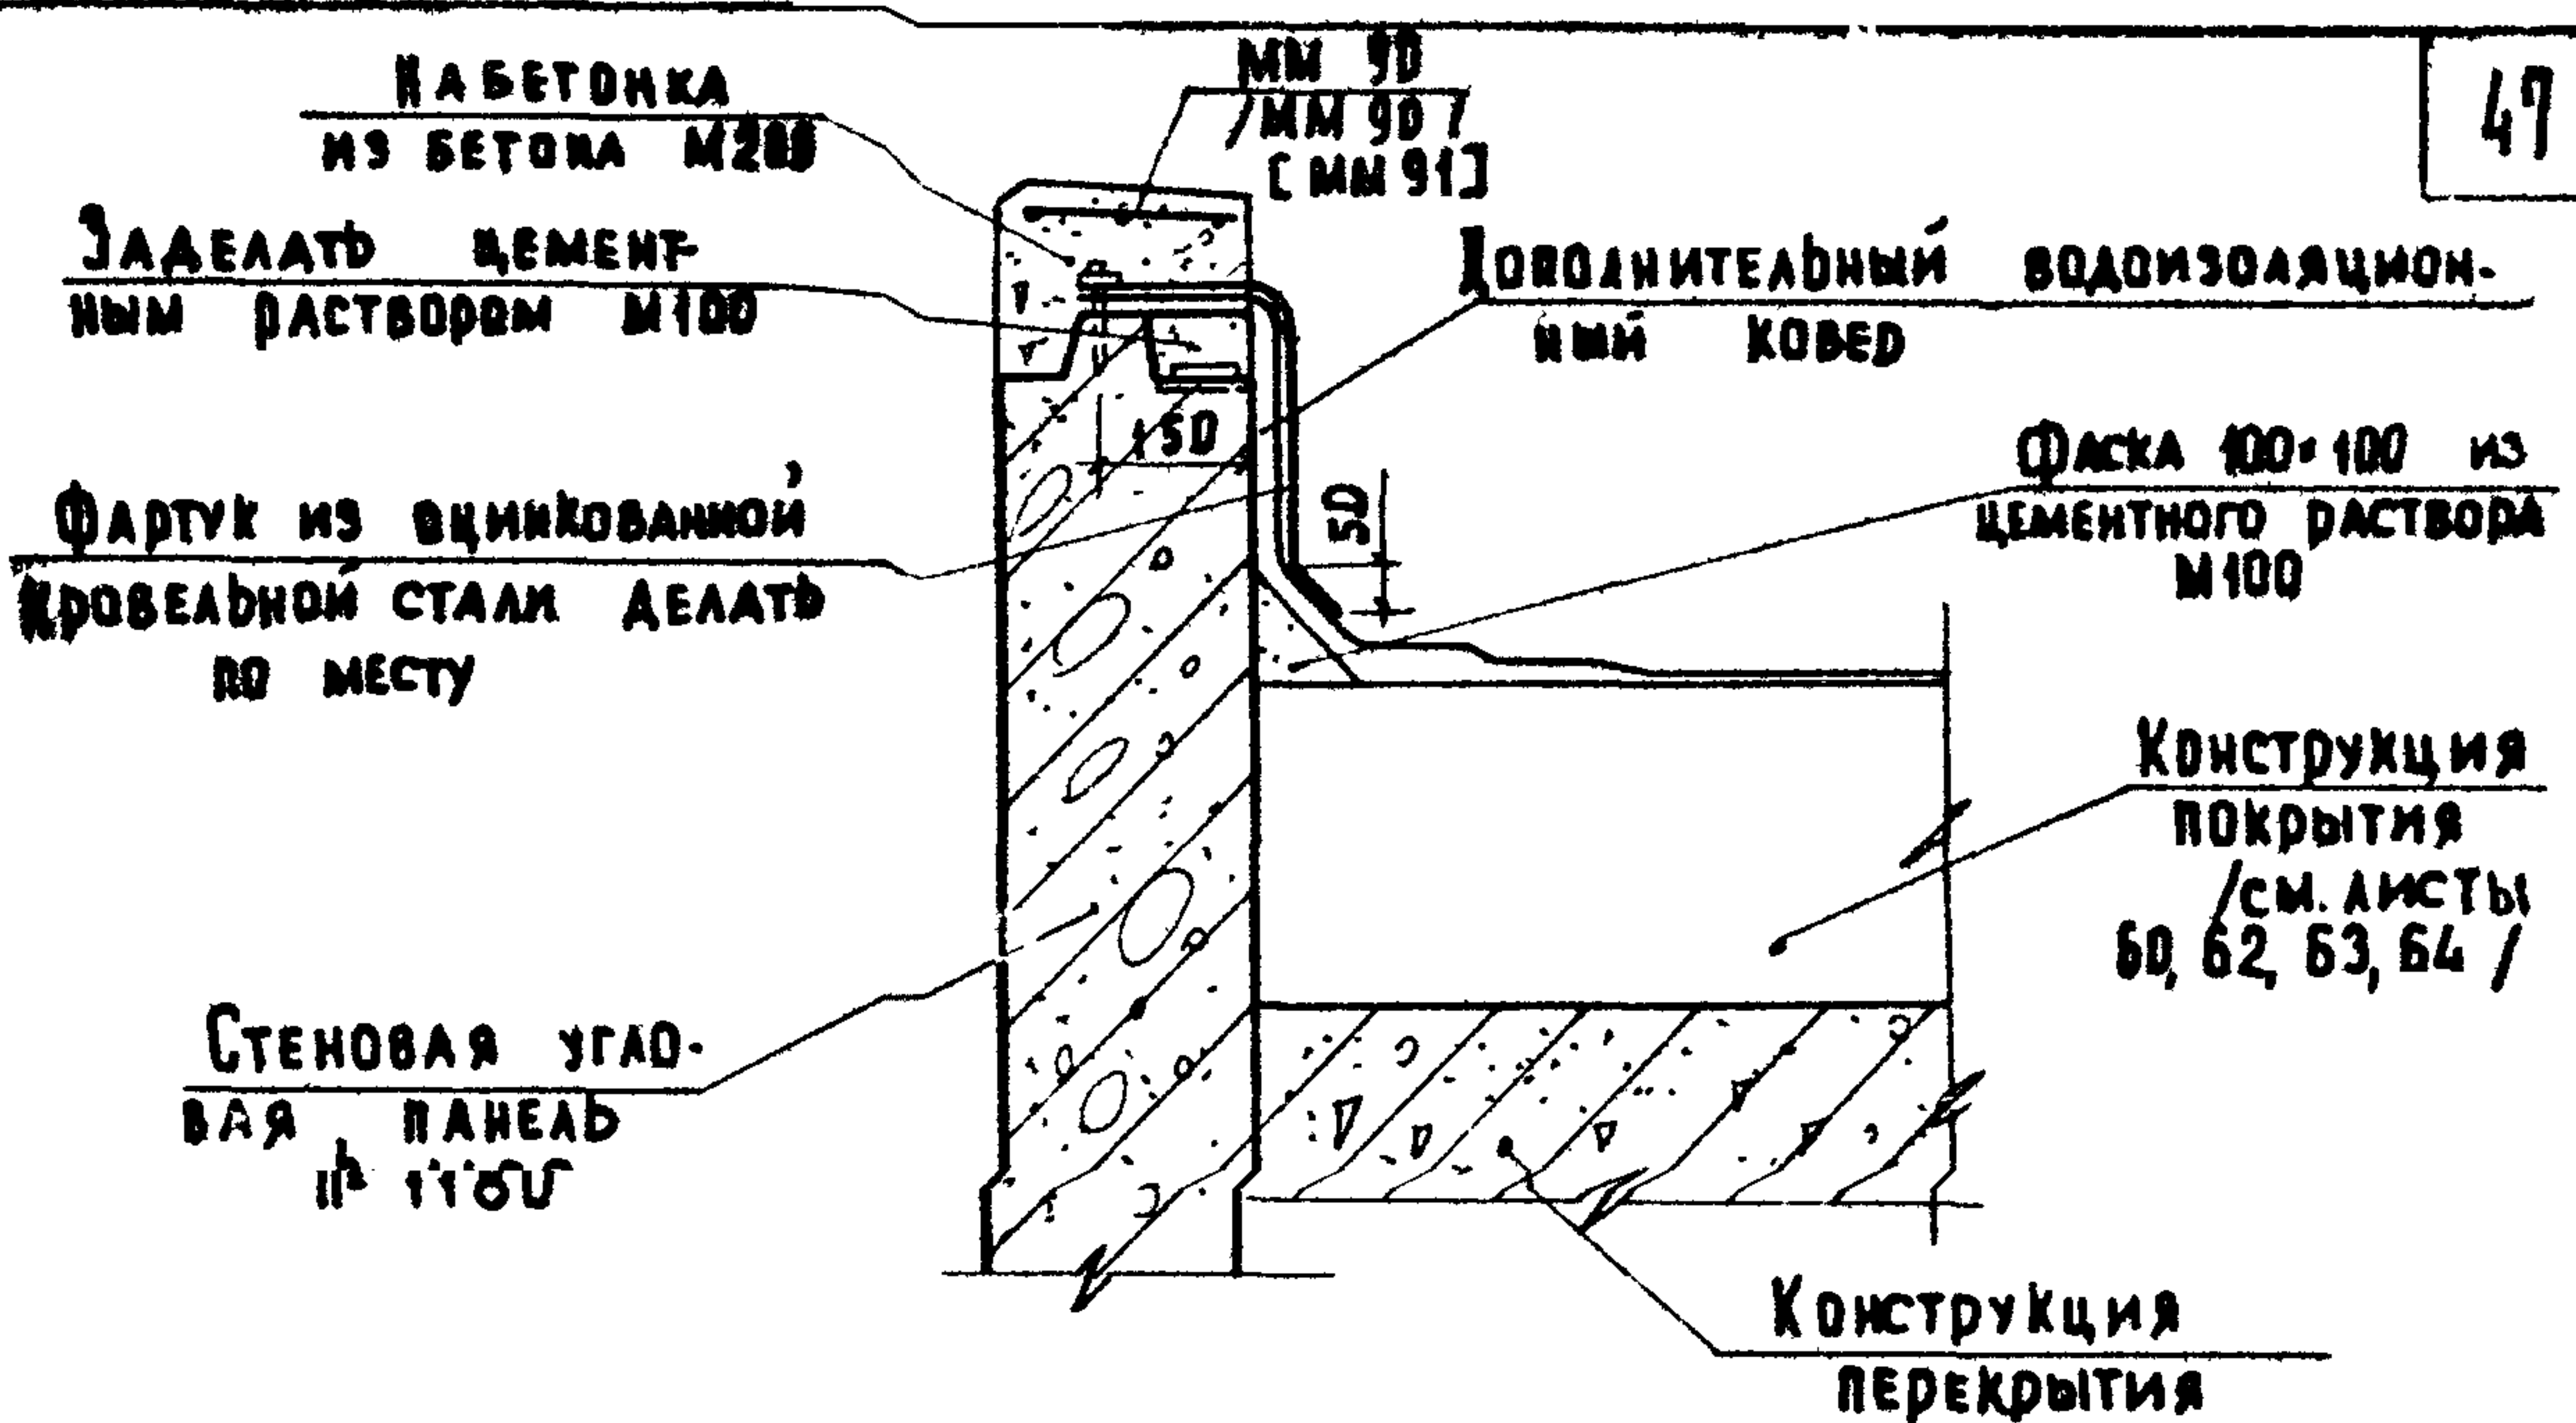 47
НАБЕТОНКА
ИЗ БЕТОНА М200
ММ 90
/ММ 90/
[ММ 91]
ЗАДЕЛАТЬ ЦЕМЕНТ-
НЫМ РАСТВОРОМ М100
ДОПОЛНИТЕЛЬНЫЙ ВОДОИЗОЛЯЦИОН-
НЫЙ КОВЕР
150
ФАРТУК ИЗ ОЦИНКОВАННОЙ
КРОВЕЛЬНОЙ СТАЛИ ДЕЛАТЬ
ПО МЕСТУ
50
ФАСКА 100×100 ИЗ
ЦЕМЕНТНОГО РАСТВОРА
М100
КОНСТРУКЦИЯ
ПОКРЫТИЯ
/СМ. ЛИСТЫ
60, 62, 63, 64 /
СТЕНОВАЯ УГЛО-
ВАЯ ПАНЕЛЬ
КОНСТРУКЦИЯ
ПЕРЕКРЫТИЯ